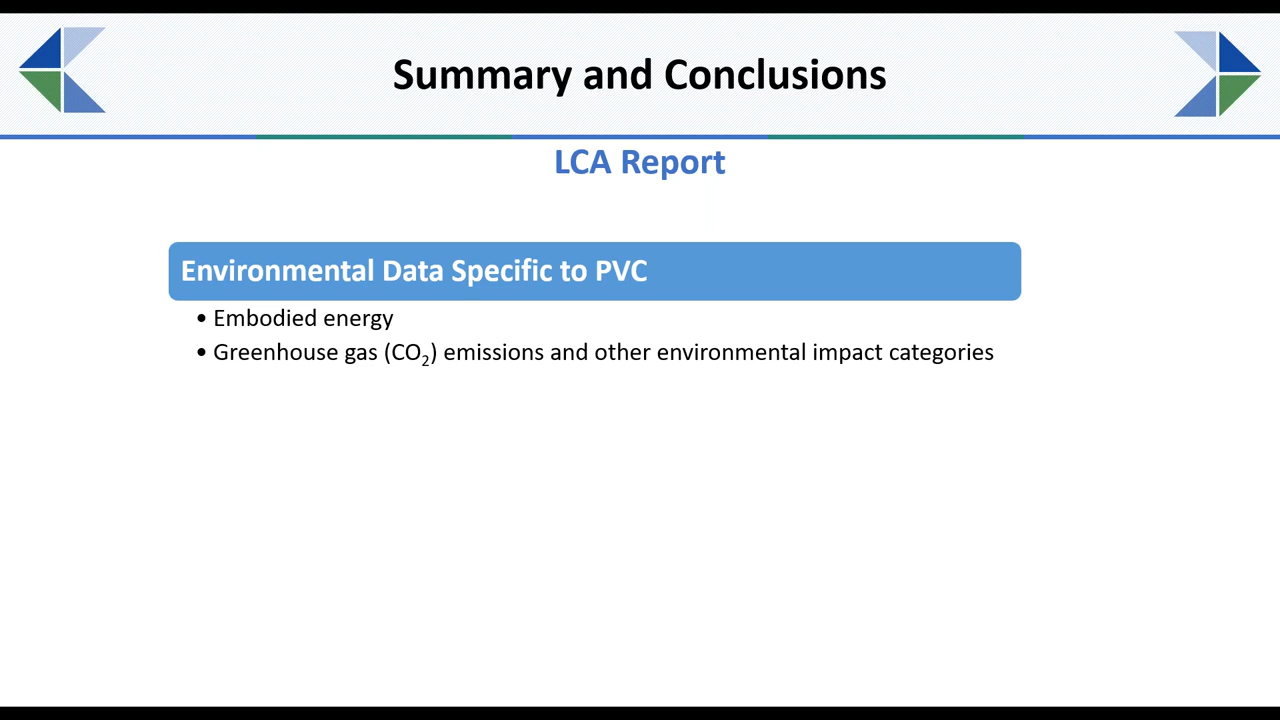 Summary and Conclusions
LCA Report
Environmental Data Specific to PVC
• Embodied energy
• Greenhouse gas (CO₂) emissions and other environmental impact categories